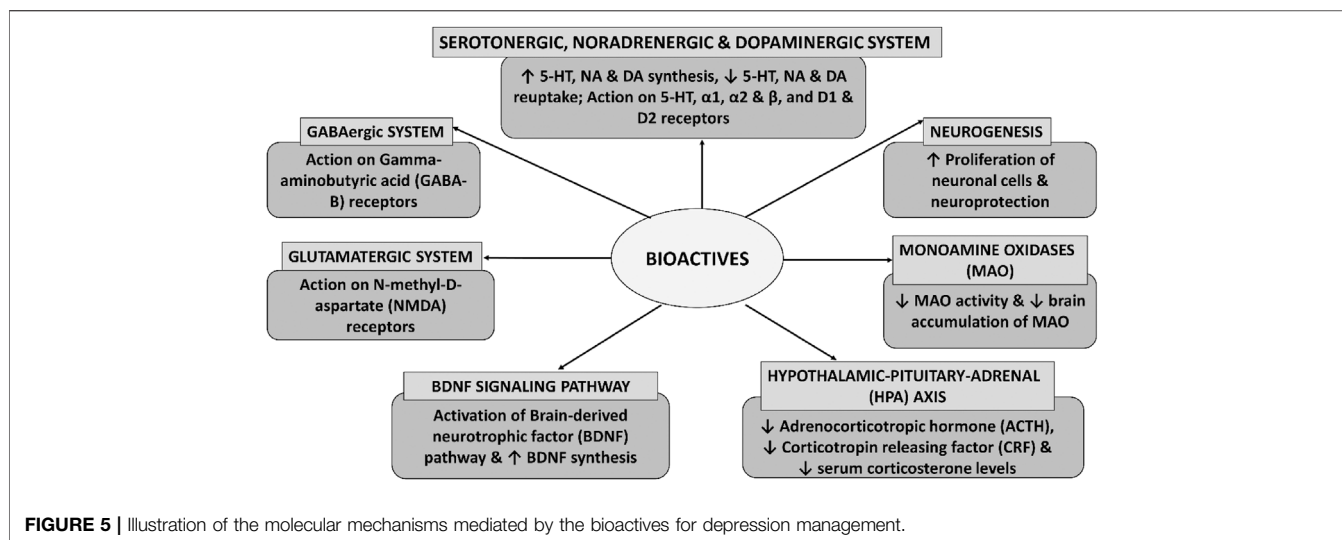 SEROTONERGIC, NORADRENERGIC & DOPAMINERGIC SYSTEM
↑ 5-HT, NA & DA synthesis, ↓ 5-HT, NA & DA
reuptake; Action on 5-HT, α1, α2 & β, and D1 &
D2 receptors
GABAergic SYSTEM
Action on Gamma-
aminobutyric acid (GABA-
B) receptors
NEUROGENESIS
↑ Proliferation of
neuronal cells &
neuroprotection
BIOACTIVES
GLUTAMATERGIC SYSTEM
Action on N-methyl-D-
aspartate (NMDA)
receptors
MONOAMINE OXIDASES
(MAO)
↓ MAO activity & ↓ brain
accumulation of MAO
BDNF SIGNALING PATHWAY
Activation of Brain-derived
neurotrophic factor (BDNF)
pathway & ↑ BDNF synthesis
HYPOTHALAMIC-PITUITARY-ADRENAL
(HPA) AXIS
↓ Adrenocorticotropic hormone (ACTH),
↓ Corticotropin releasing factor (CRF) &
↓ serum corticosterone levels
FIGURE 5 | Illustration of the molecular mechanisms mediated by the bioactives for depression management.